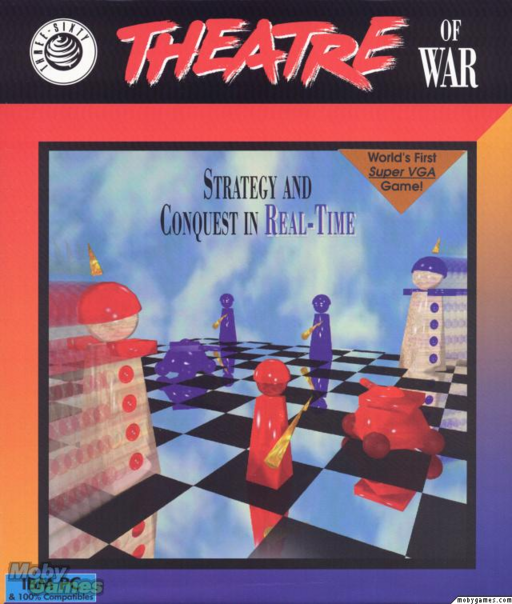 THREE-SIXTY
THEATRE
OF
WAR
World's First
Super VGA
Game!
STRATEGY AND
CONQUEST IN REAL-TIME
Moby
Games
& 100% Compatibles
mobygames.com